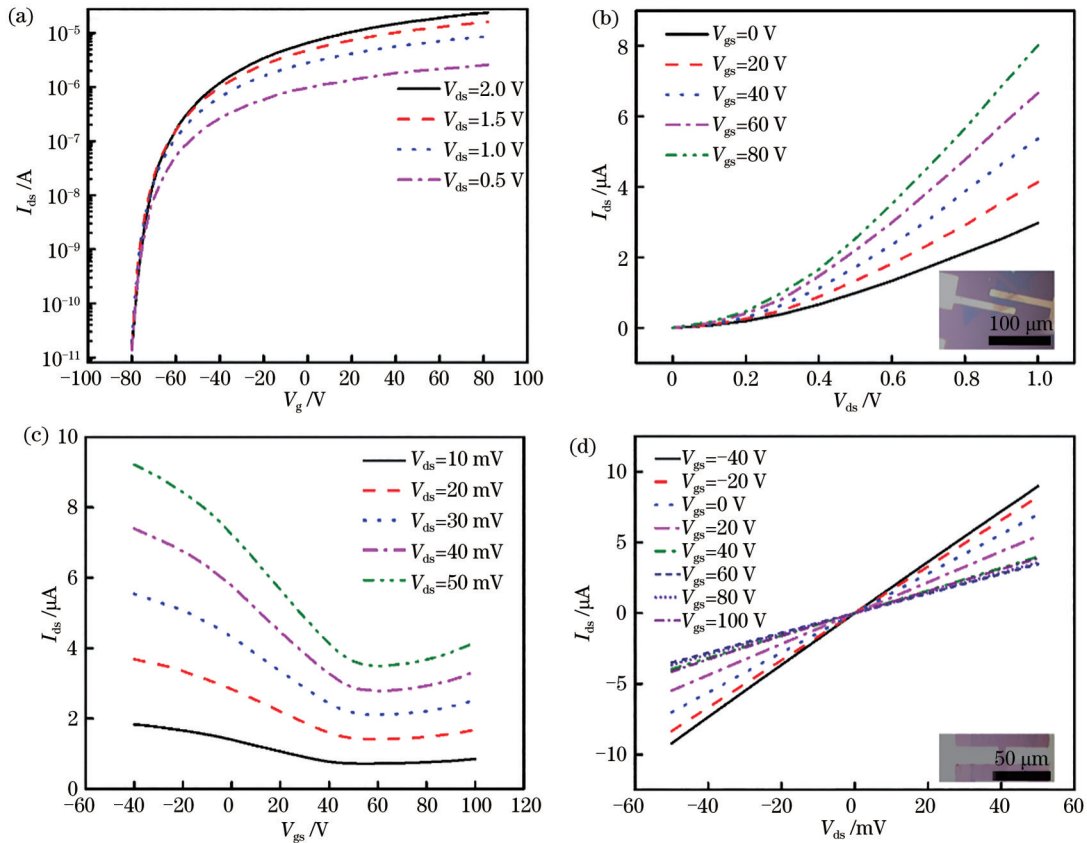 (a)
10⁻⁵
10⁻⁶
10⁻⁷
10⁻⁸
10⁻⁹
10⁻¹⁰
10⁻¹¹
I_ds /A
V_ds=2.0 V
V_ds=1.5 V
V_ds=1.0 V
V_ds=0.5 V
−100 −80 −60 −40 −20 0 20 40 60 80 100
V_g /V
(b)
8
6
4
2
0
I_ds /μA
V_gs=0 V
V_gs=20 V
V_gs=40 V
V_gs=60 V
V_gs=80 V
100 μm
0 0.2 0.4 0.6 0.8 1.0
V_ds /V
(c)
10
8
6
4
2
0
I_ds /μA
V_ds=10 mV
V_ds=20 mV
V_ds=30 mV
V_ds=40 mV
V_ds=50 mV
−60 −40 −20 0 20 40 60 80 100 120
V_gs /V
(d)
10
5
0
−5
−10
I_ds /μA
V_gs=−40 V
V_gs=−20 V
V_gs=0 V
V_gs=20 V
V_gs=40 V
V_gs=60 V
V_gs=80 V
V_gs=100 V
50 μm
−60 −40 −20 0 20 40 60
V_ds /mV